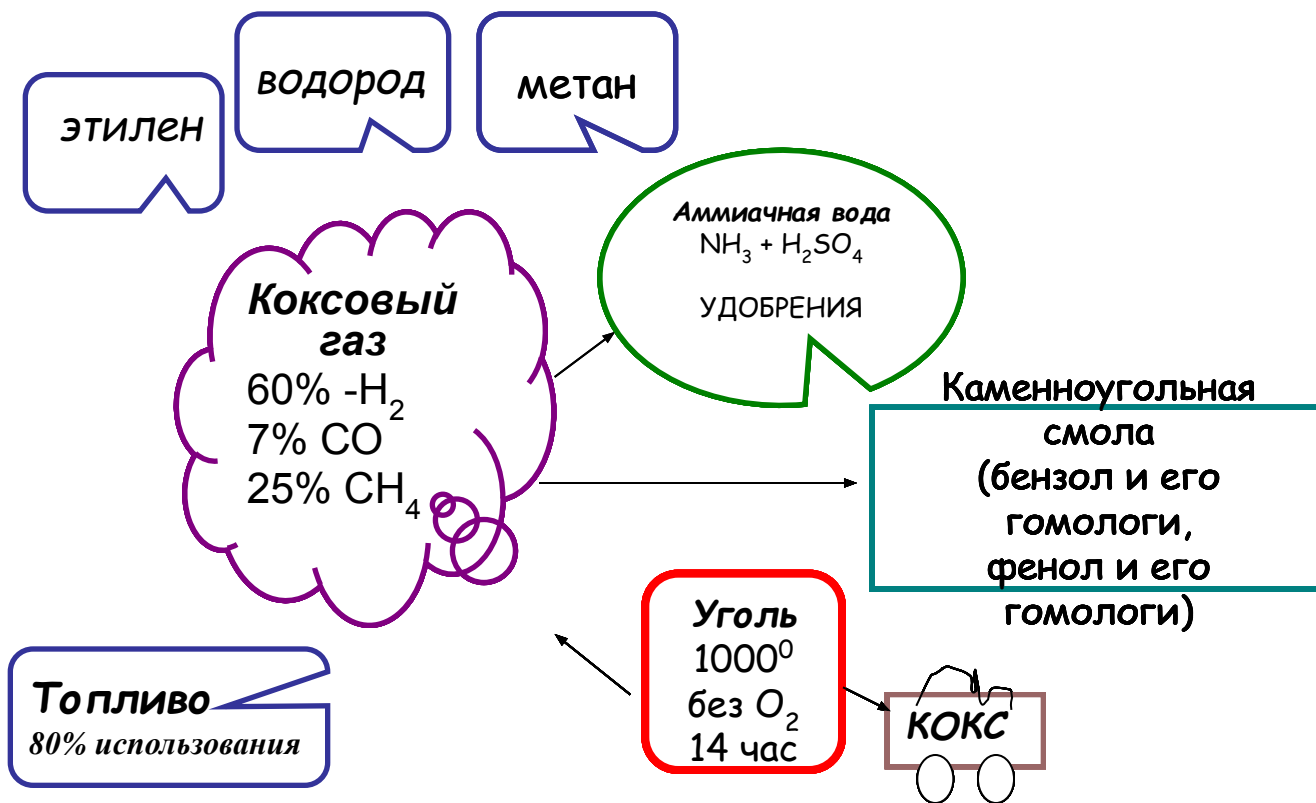 этилен
водород
метан
Аммиачная вода
NH₃ + H₂SO₄
УДОБРЕНИЯ
Коксовый
газ
60% -H₂
7% CO
25% CH₄
Каменноугольная
смола
(бензол и его
гомологи,
фенол и его
гомологи)
Уголь
1000⁰
без O₂
14 час
КОКС
Топливо
80% использования